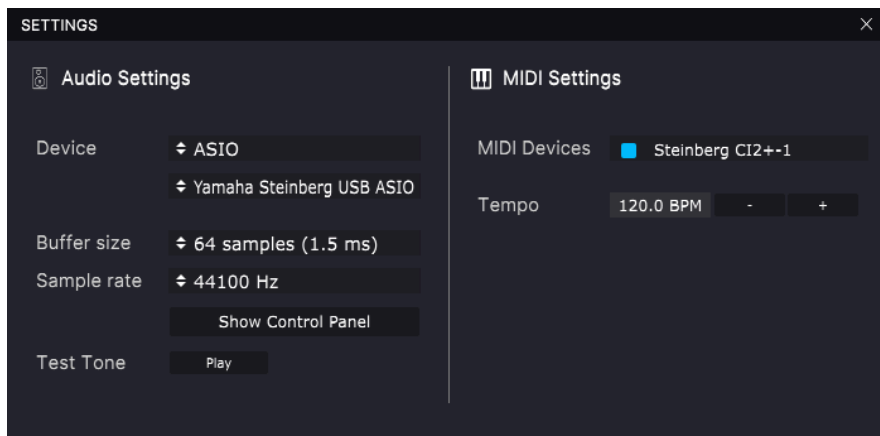 SETTINGS
Audio Settings
Device
ASIO
Yamaha Steinberg USB ASIO
Buffer size
64 samples (1.5 ms)
Sample rate
44100 Hz
Show Control Panel
Test Tone
Play
MIDI Settings
MIDI Devices
Steinberg CI2+-1
Tempo
120.0 BPM
-
+